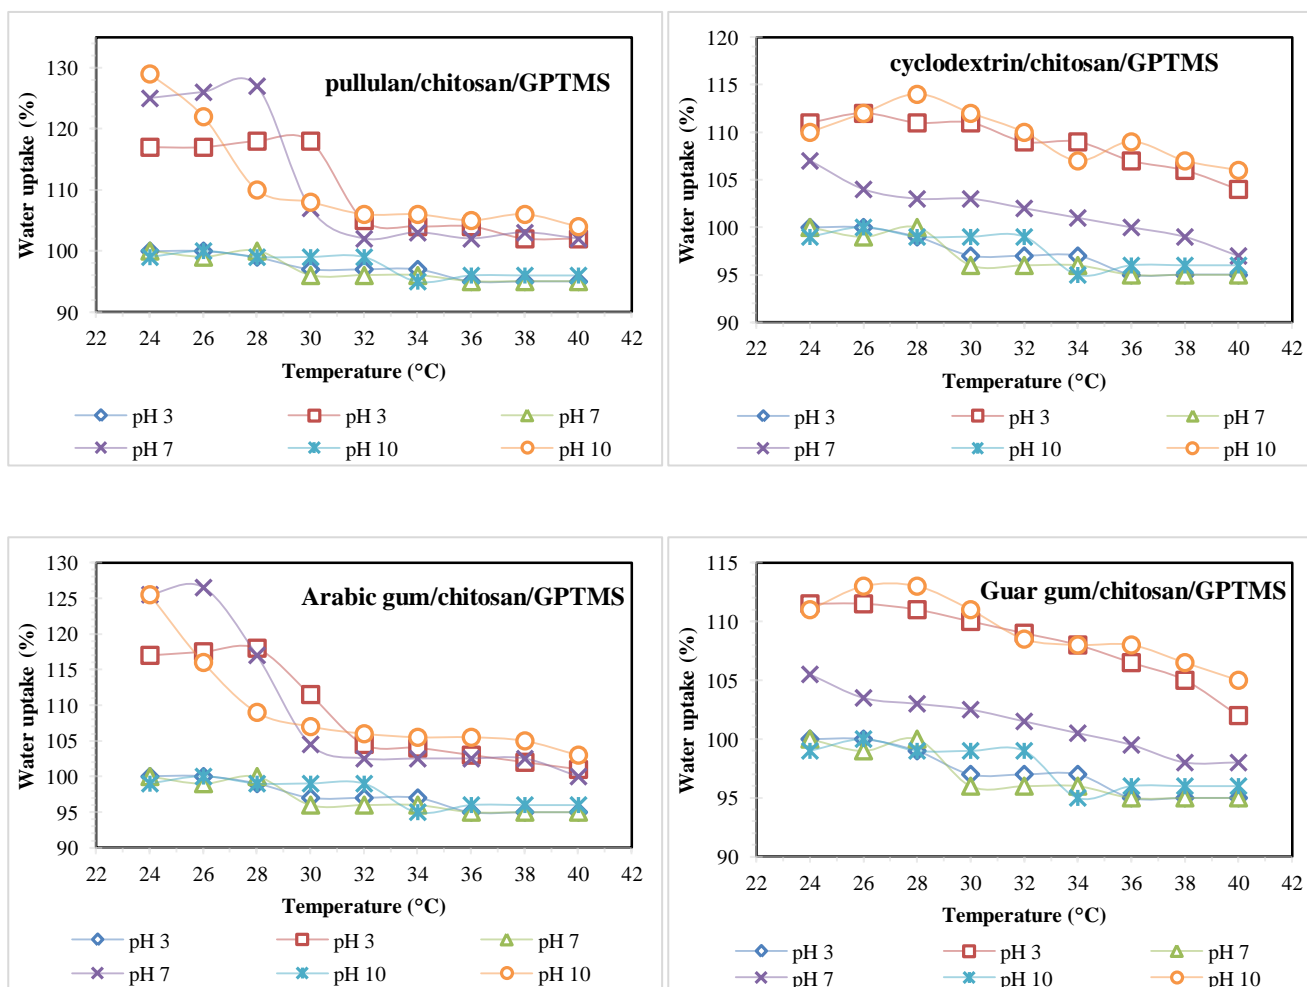 pullulan/chitosan/GPTMS
Water uptake (%)
130
120
110
100
90
22 24 26 28 30 32 34 36 38 40 42
Temperature (°C)
pH 3 pH 3 pH 7
pH 7 pH 10 pH 10
cyclodextrin/chitosan/GPTMS
Water uptake (%)
120
115
110
105
100
95
90
22 24 26 28 30 32 34 36 38 40 42
Temperature (°C)
pH 3 pH 3 pH 7
pH 7 pH 10 pH 10
Arabic gum/chitosan/GPTMS
Water uptake (%)
130
125
120
115
110
105
100
95
90
22 24 26 28 30 32 34 36 38 40 42
Temperature (°C)
pH 3 pH 3 pH 7
pH 7 pH 10 pH 10
Guar gum/chitosan/GPTMS
Water uptake (%)
115
110
105
100
95
90
22 24 26 28 30 32 34 36 38 40 42
Temperature (°C)
pH 3 pH 3 pH 7
pH 7 pH 10 pH 10